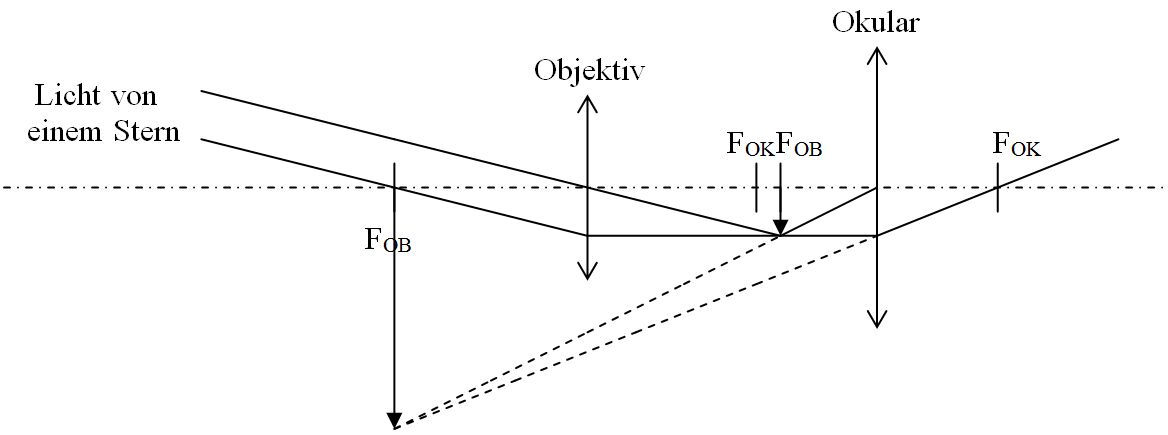 Okular
Objektiv
Licht von
einem Stern
FOKFOB
FOK
FOB